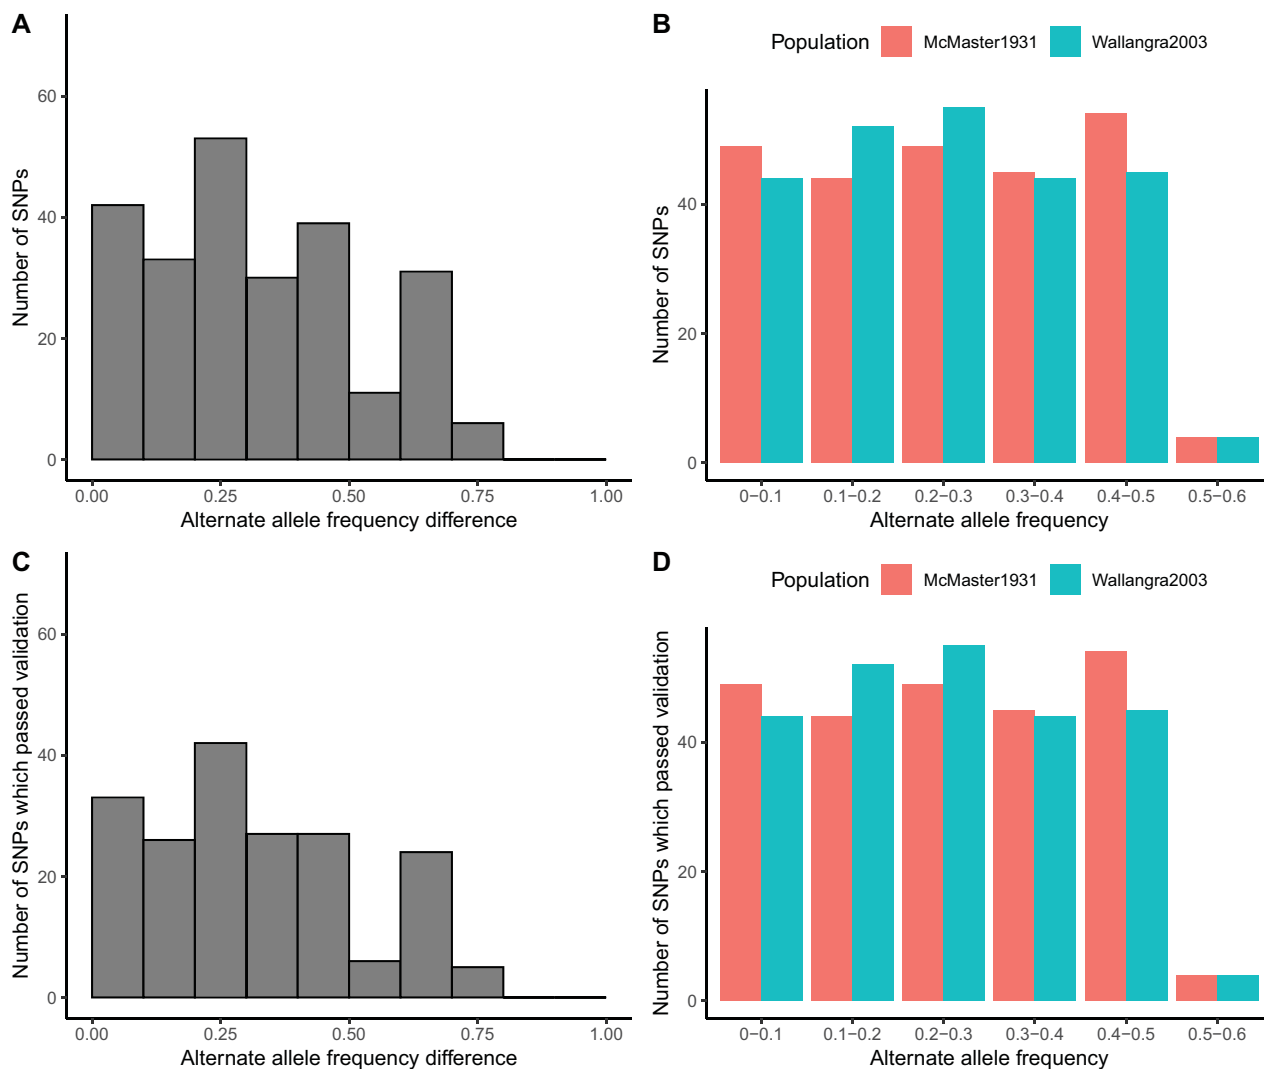 A
Number of SNPs
60
40
20
0
0.00 0.25 0.50 0.75 1.00
Alternate allele frequency difference
B
Population McMaster1931 Wallangra2003
Number of SNPs
40
20
0
0−0.1 0.1−0.2 0.2−0.3 0.3−0.4 0.4−0.5 0.5−0.6
Alternate allele frequency
C
Number of SNPs which passed validation
60
40
20
0
0.00 0.25 0.50 0.75 1.00
Alternate allele frequency difference
D
Population McMaster1931 Wallangra2003
Number of SNPs which passed validation
40
20
0
0−0.1 0.1−0.2 0.2−0.3 0.3−0.4 0.4−0.5 0.5−0.6
Alternate allele frequency